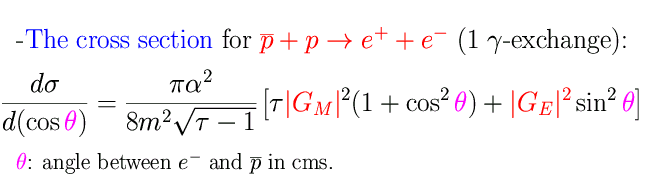 -The cross section for p̅ + p → e⁺ + e⁻ (1 γ-exchange):
dσ/d(cos θ) = πα²/8m²√τ − 1 [τ|G_M|²(1 + cos² θ) + |G_E|² sin² θ]
θ: angle between e⁻ and p̅ in cms.